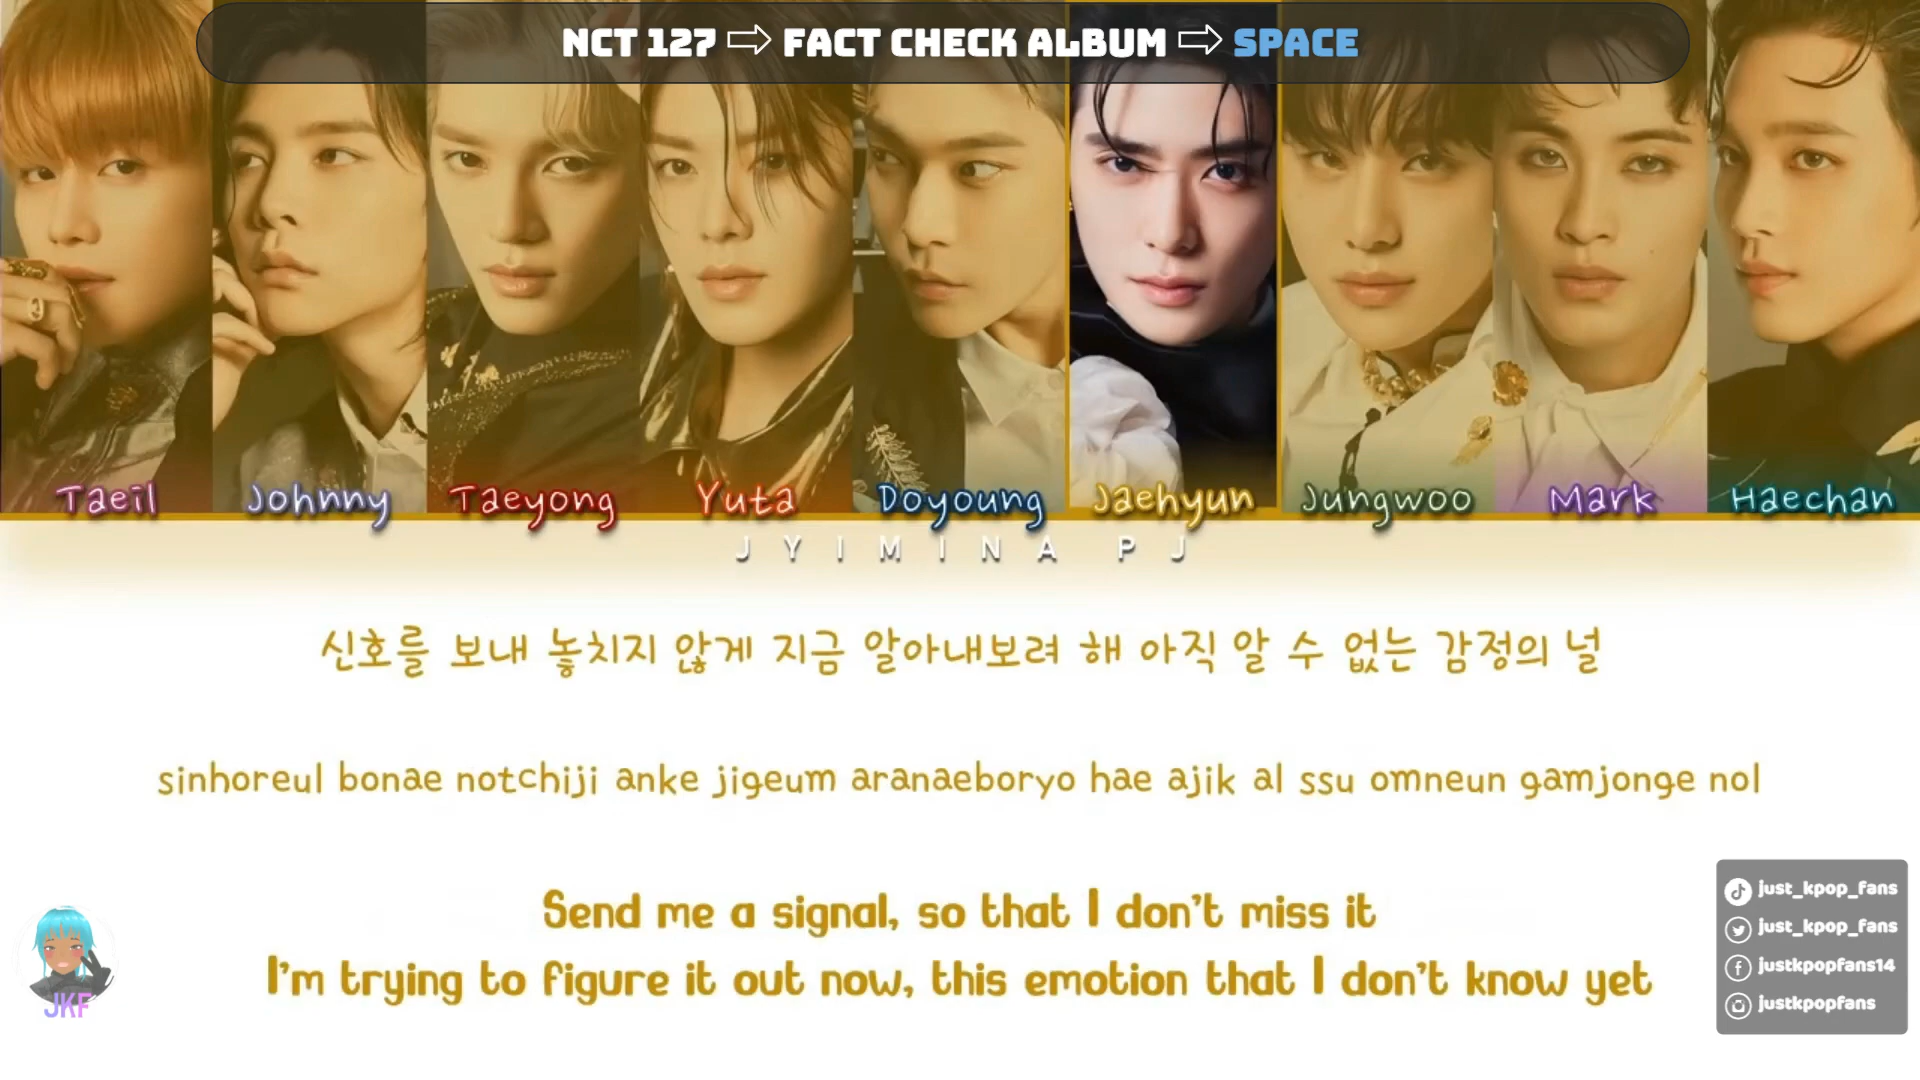 NCT 127 ⇨ FACT CHECK ALBUM ⇨ SPACE
Taeil Johnny Taeyong Yuta Doyoung Jaehyun Jungwoo Mark Haechan
JYIMINA PJ
신호를 보내 놓치지 않게 지금 알아내보려 해 아직 알 수 없는 감정의 널
sinhoreul bonae notchiji anke jigeum aranaeboryo hae ajik al ssu omneun gamjonge nol
Send me a signal, so that I don't miss it
I'm trying to figure it out now, this emotion that I don't know yet
JKF
just_kpop_fans
just_kpop_fans
justkpopfans14
justkpopfans